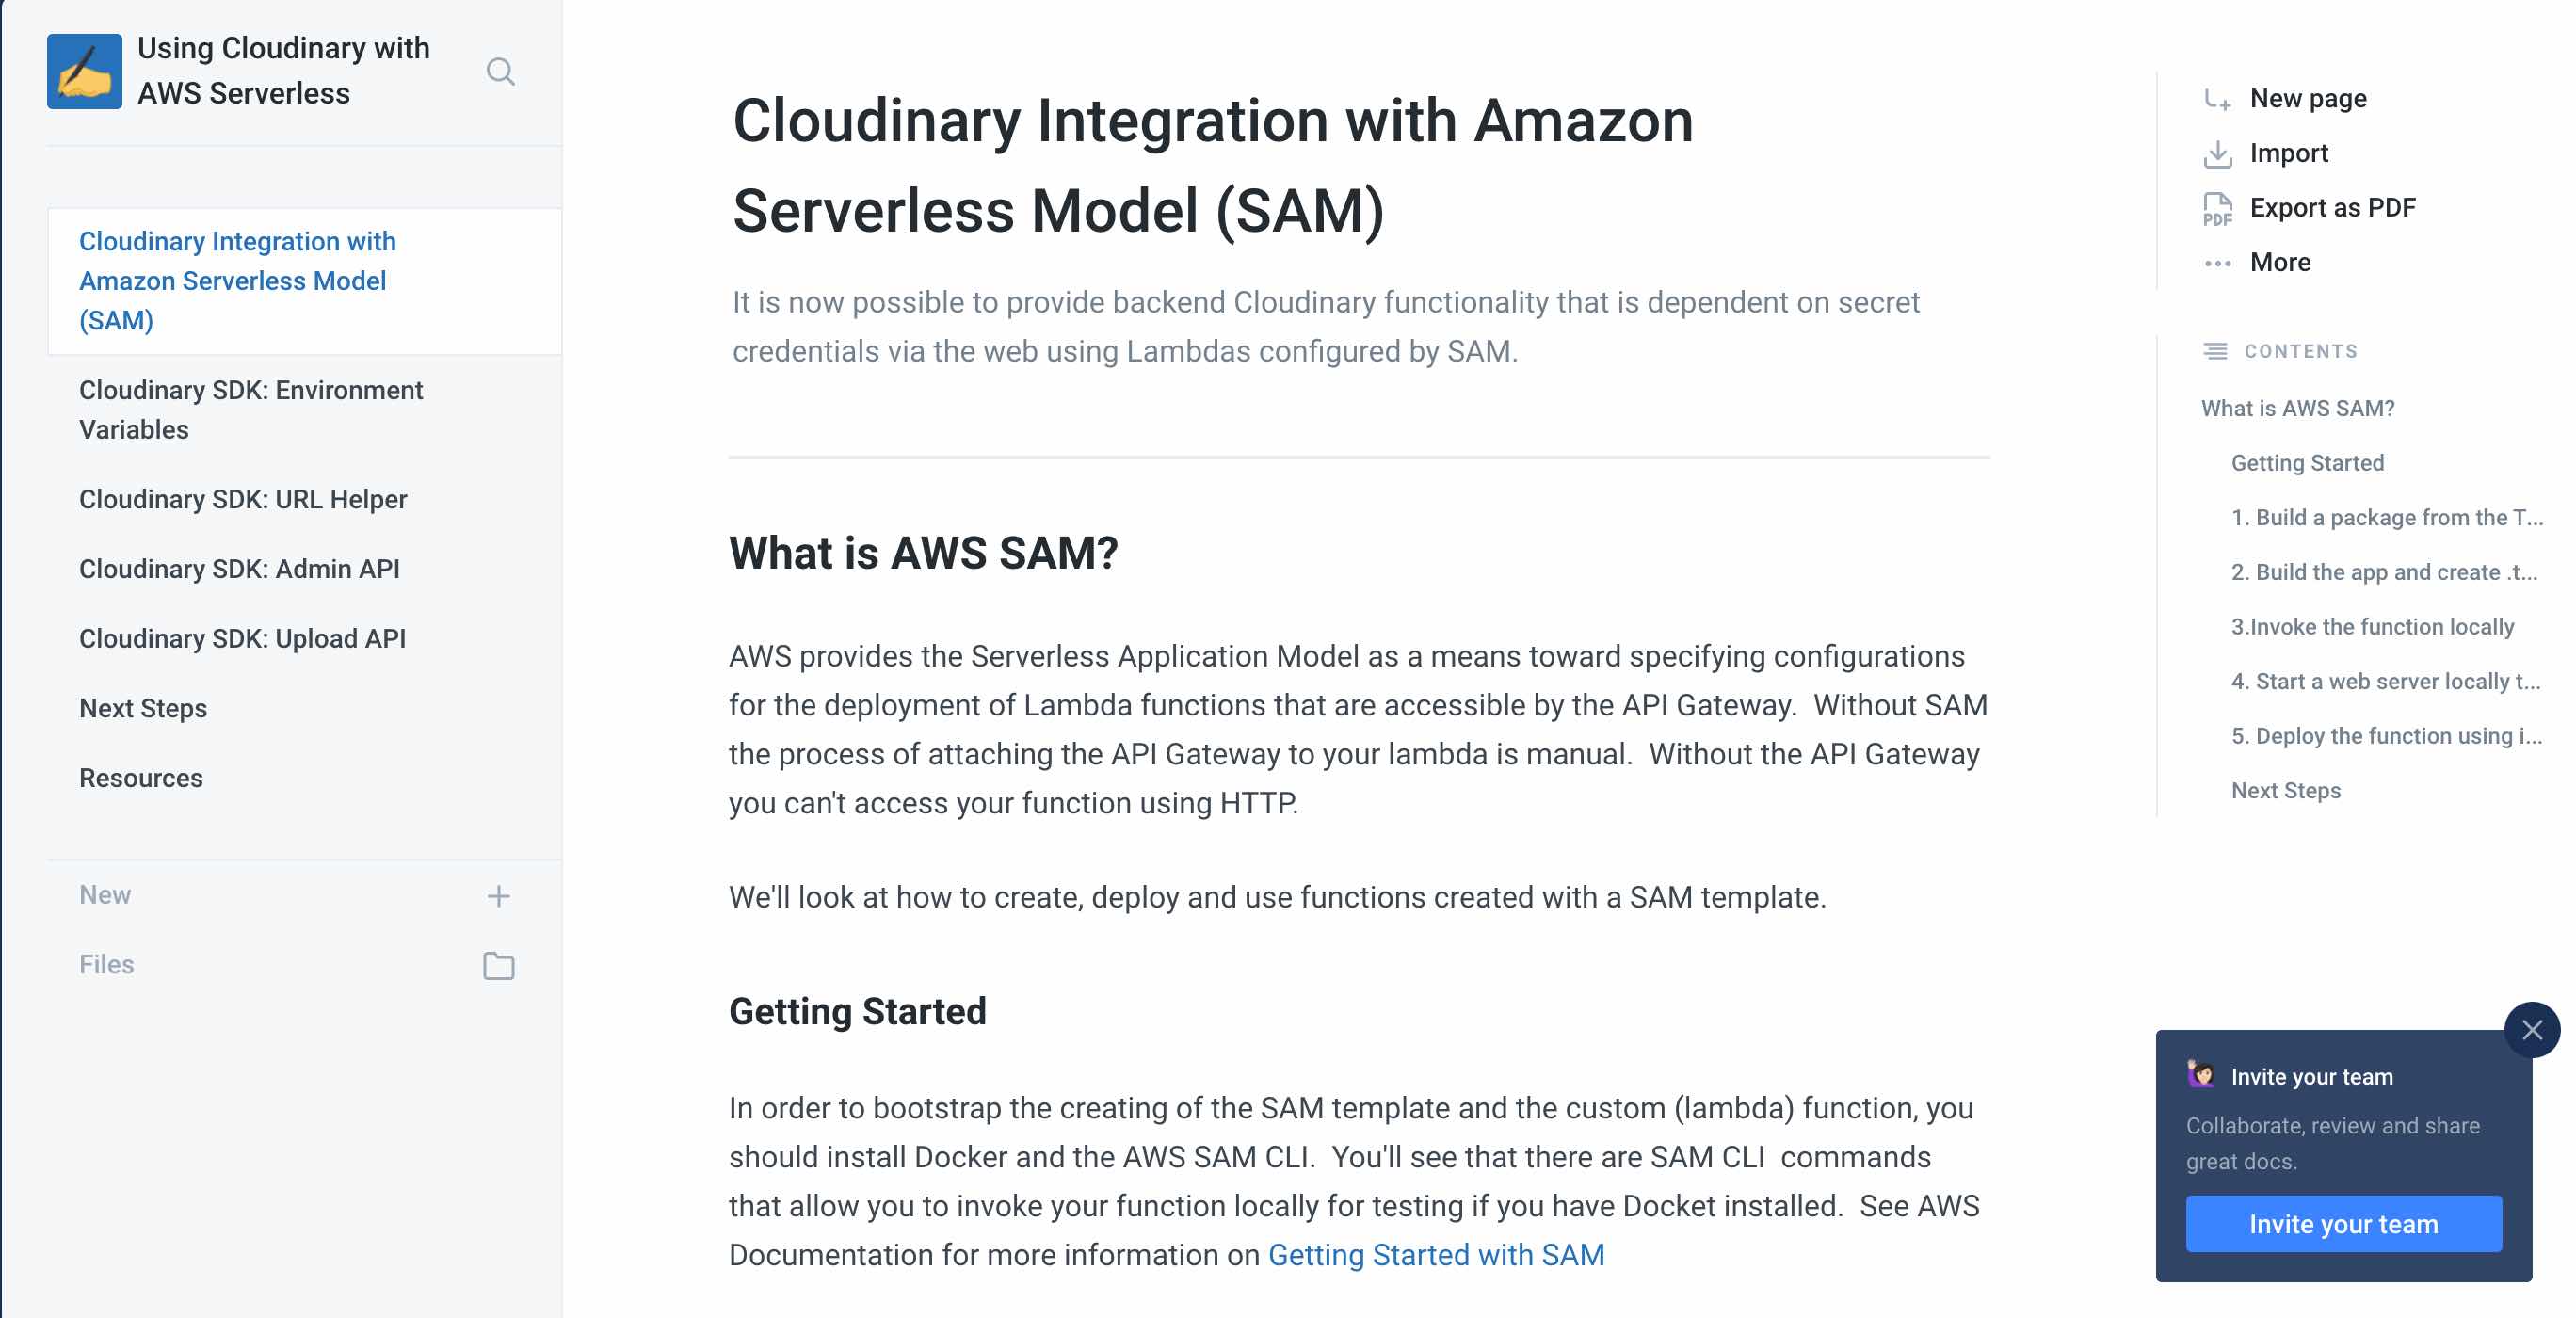 Using Cloudinary with
AWS Serverless
Cloudinary Integration with
Amazon Serverless Model
(SAM)
Cloudinary SDK: Environment
Variables
Cloudinary SDK: URL Helper
Cloudinary SDK: Admin API
Cloudinary SDK: Upload API
Next Steps
Resources
New
Files
Cloudinary Integration with Amazon
Serverless Model (SAM)
It is now possible to provide backend Cloudinary functionality that is dependent on secret
credentials via the web using Lambdas configured by SAM.
What is AWS SAM?
AWS provides the Serverless Application Model as a means toward specifying configurations
for the deployment of Lambda functions that are accessible by the API Gateway.  Without SAM
the process of attaching the API Gateway to your lambda is manual.  Without the API Gateway
you can't access your function using HTTP.
We'll look at how to create, deploy and use functions created with a SAM template.
Getting Started
In order to bootstrap the creating of the SAM template and the custom (lambda) function, you
should install Docker and the AWS SAM CLI.  You'll see that there are SAM CLI  commands
that allow you to invoke your function locally for testing if you have Docket installed.  See AWS
Documentation for more information on Getting Started with SAM
New page
Import
PDF Export as PDF
More
CONTENTS
What is AWS SAM?
Getting Started
1. Build a package from the T...
2. Build the app and create .t...
3.Invoke the function locally
4. Start a web server locally t...
5. Deploy the function using i...
Next Steps
Invite your team
Collaborate, review and share
great docs.
Invite your team